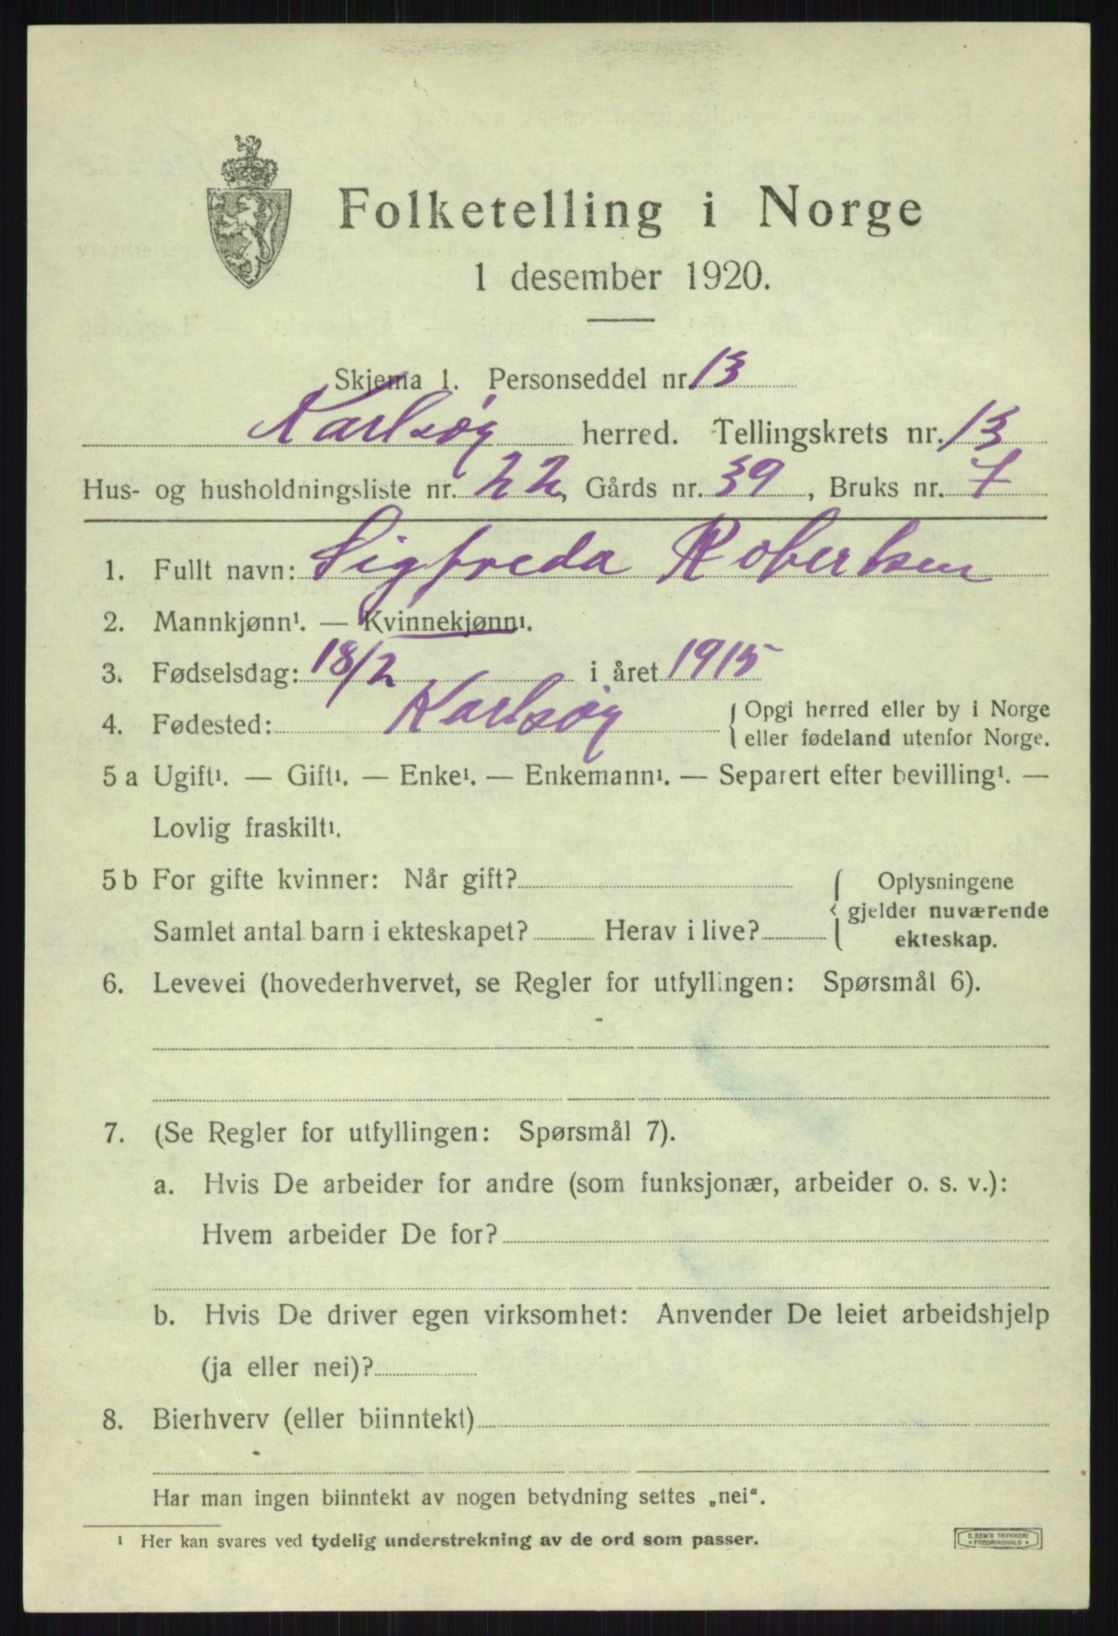 Folketelling i Norge
1 desember 1920.
Skjema 1. Personseddel nr. 13
Karlsøy herred. Tellingskrets nr. 13
Hus- og husholdningsliste nr. 22, Gårds nr. 39, Bruks nr. 7
1. Fullt navn: Sigfreda Robertsen
2. Mannkjønn¹. — Kvinnekjønn¹.
3. Fødselsdag: 18/2 i året 1915
4. Fødested: Karlsøy { Opgi herred eller by i Norge
eller fødeland utenfor Norge.
5 a Ugift¹. — Gift¹. — Enke¹. — Enkemann¹. — Separert efter bevilling¹. —
Lovlig fraskilt¹.
5 b For gifte kvinner: Når gift? { Oplysningene
gjelder nuværende
Samlet antal barn i ekteskapet? Herav i live? ekteskap.
6. Levevei (hovederhvervet, se Regler for utfyllingen: Spørsmål 6).
7. (Se Regler for utfyllingen: Spørsmål 7).
a. Hvis De arbeider for andre (som funksjonær, arbeider o. s. v.):
Hvem arbeider De for?
b. Hvis De driver egen virksomhet: Anvender De leiet arbeidshjelp
(ja eller nei)?
8. Bierhverv (eller biinntekt)
Har man ingen biinntekt av nogen betydning settes „nei“.
¹ Her kan svares ved tydelig understrekning av de ord som passer.
E. SEM'S TRYKKERI
• FREDRIKSHALD •